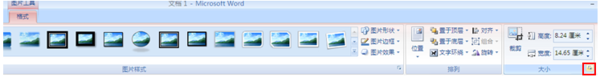 图片工具 文档 1 - Microsoft Word
格式
图片形状
图片边框
图片效果
图片样式
位置
置于顶层
置于底层
文字环绕
对齐
组合
旋转
排列
裁剪
高度: 8.24 厘米
宽度: 14.65 厘米
大小